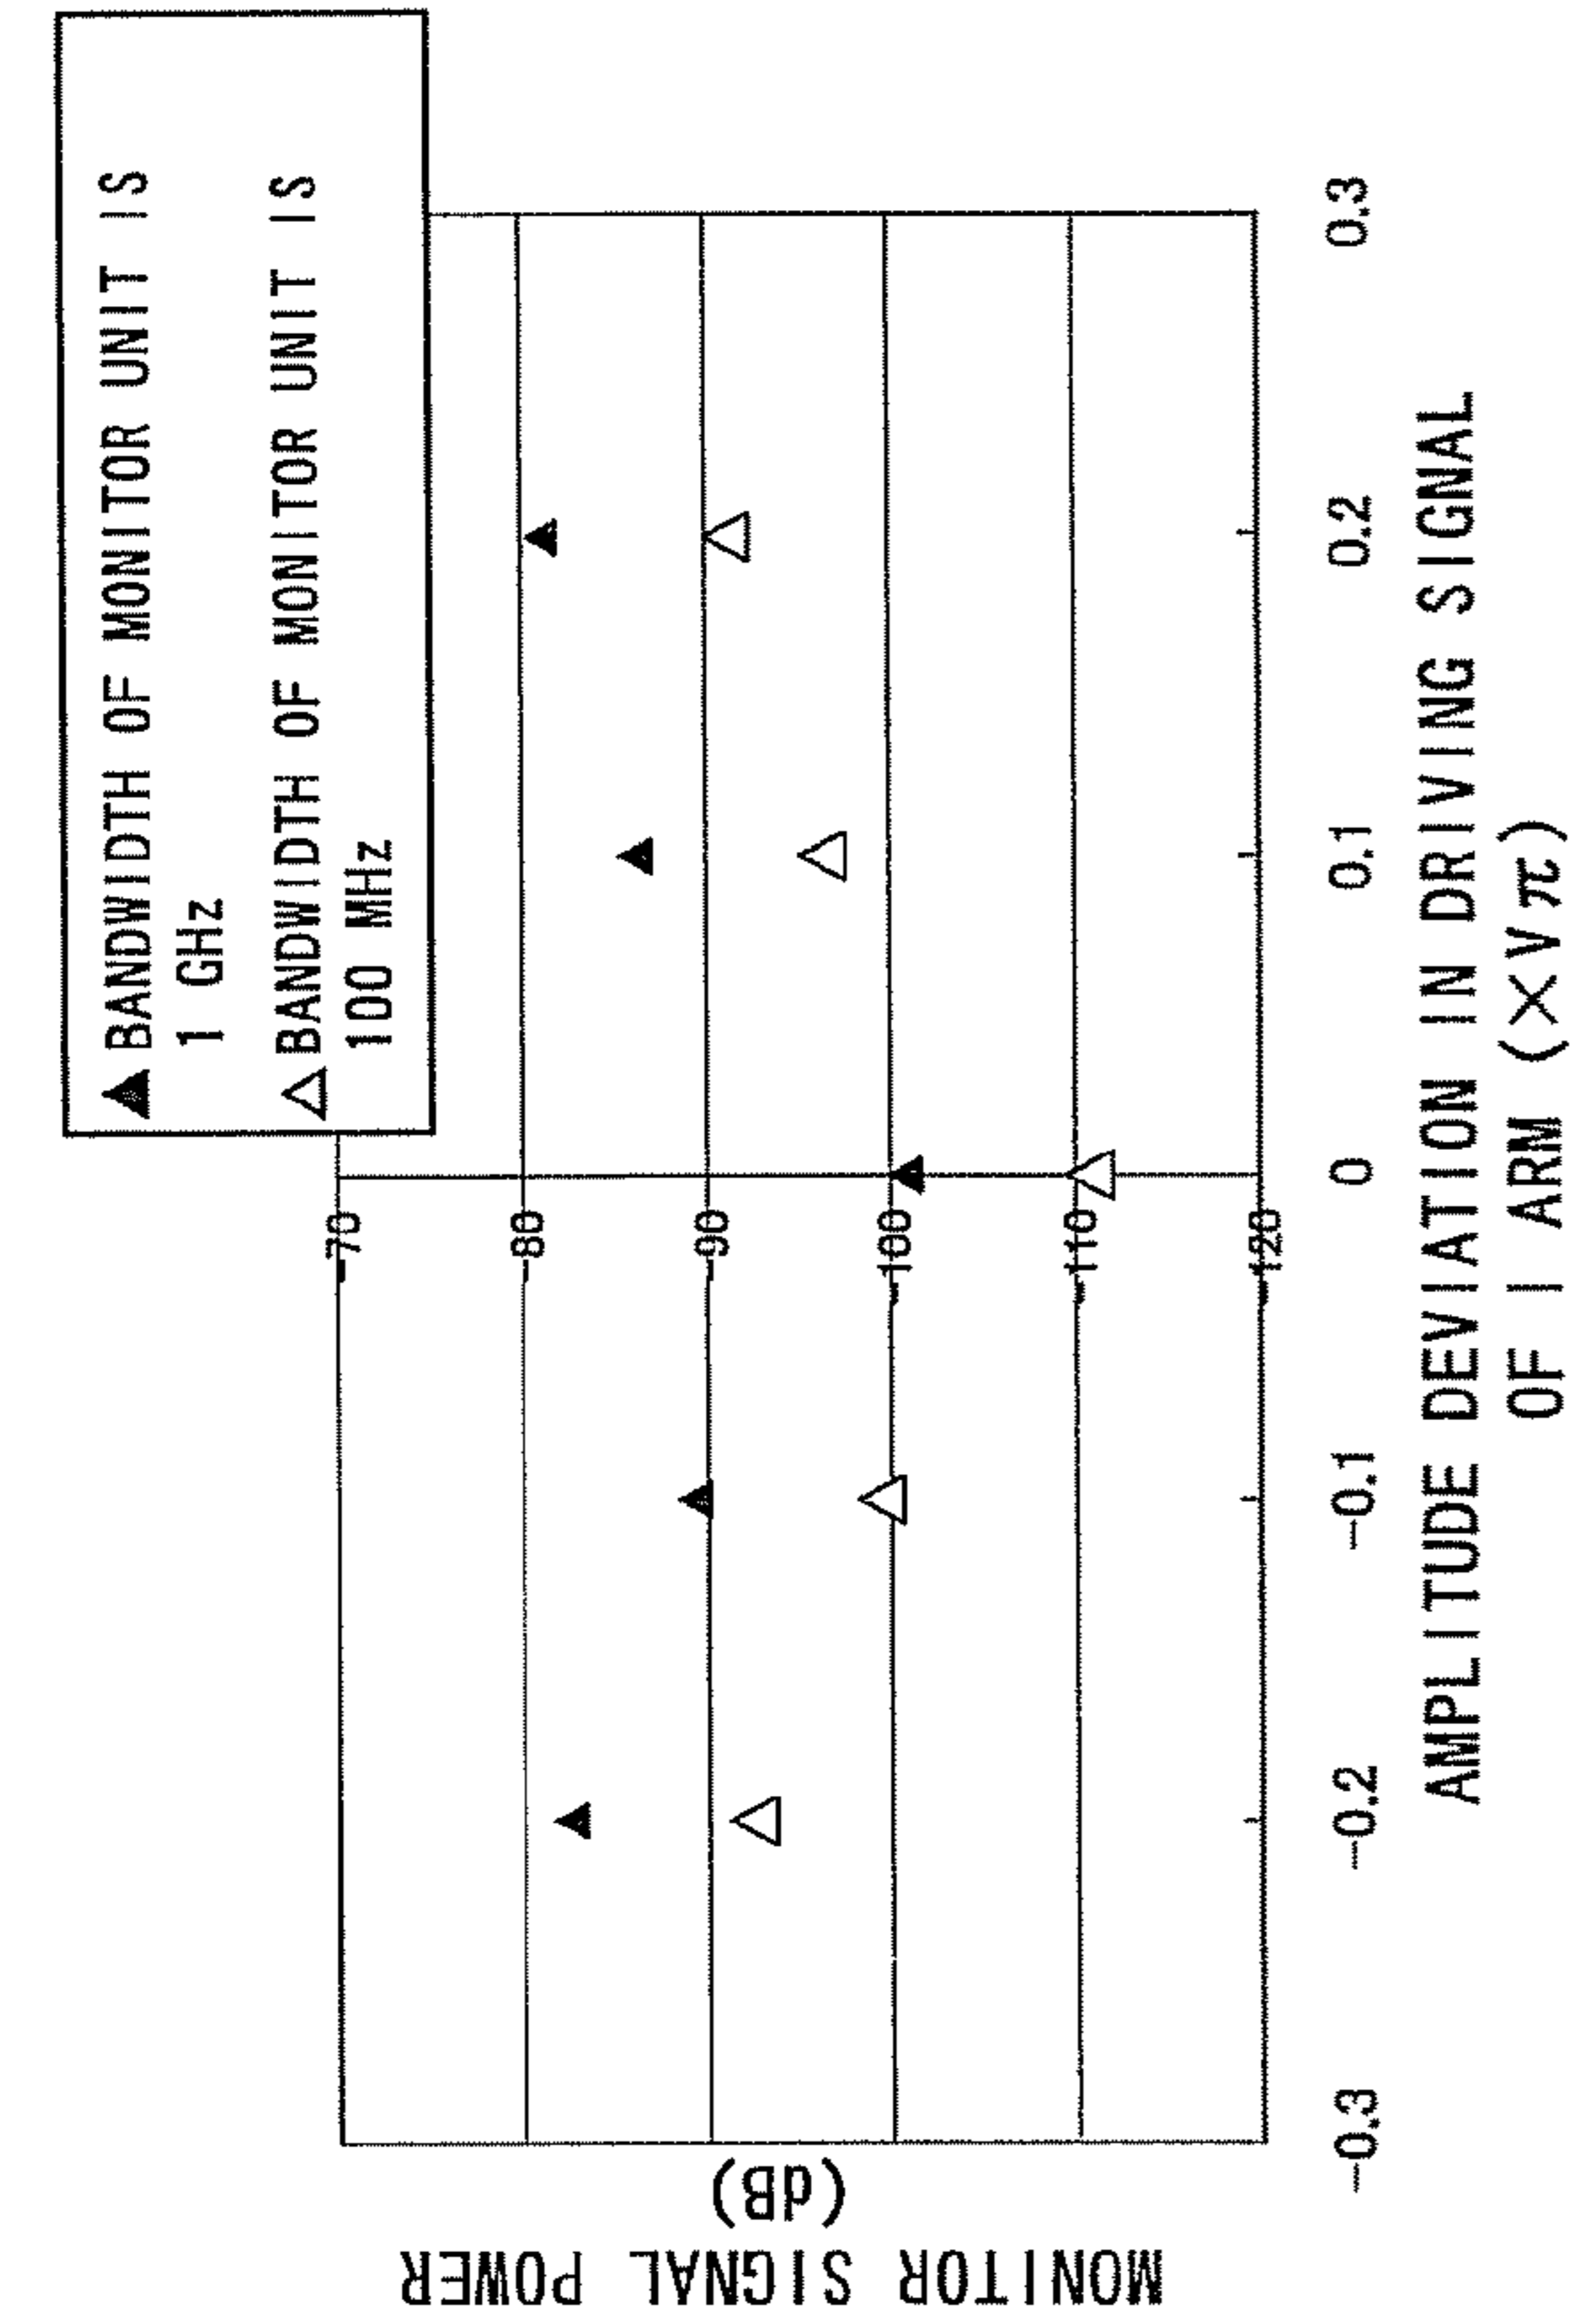 ▲BANDWIDTH OF MONITOR UNIT IS
1 GHz
△BANDWIDTH OF MONITOR UNIT IS
100 MHz
MONITOR SIGNAL POWER
(dB)
-70
-80
-90
-100
-110
-120
-0.3 -0.2 -0.1 0 0.1 0.2 0.3
AMPLITUDE DEVIATION IN DRIVING SIGNAL
OF I ARM (×Vπ)